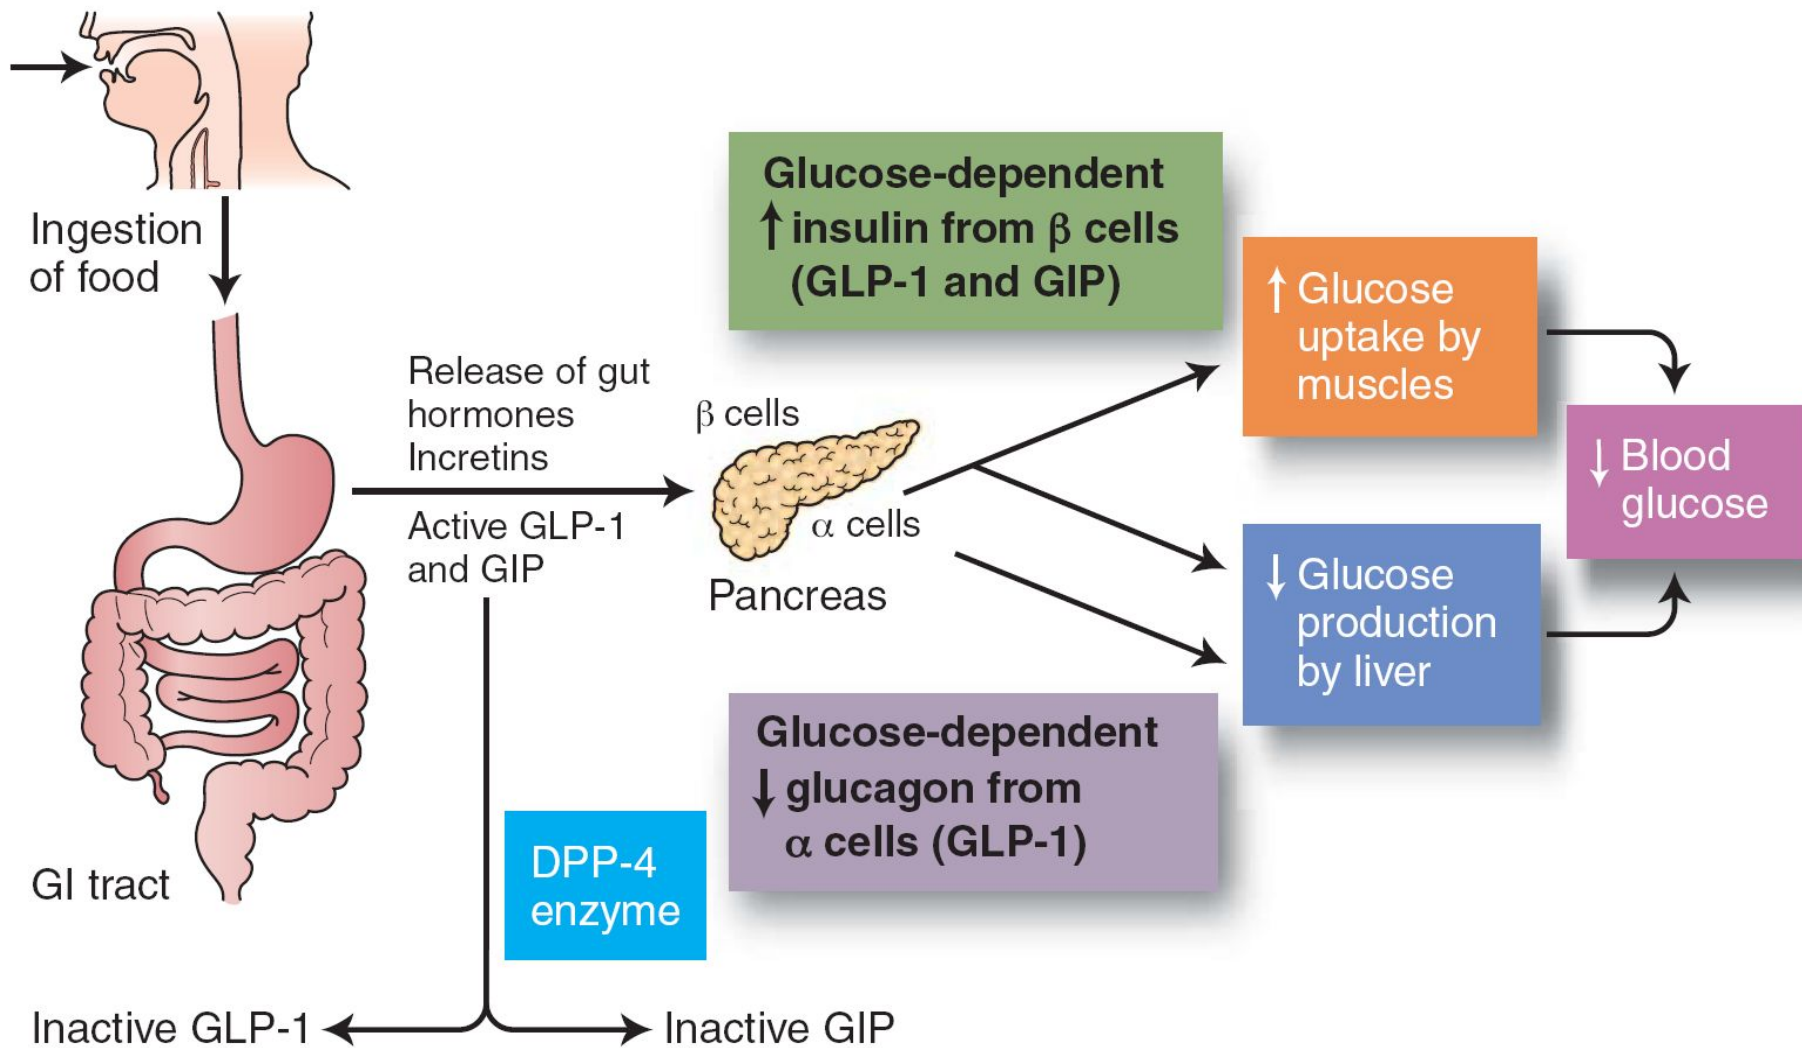 Ingestion
of food
GI tract
Release of gut
hormones
Incretins
Active GLP-1
and GIP
β cells
α cells
Pancreas
Glucose-dependent
↑ insulin from β cells
(GLP-1 and GIP)
↑ Glucose
uptake by
muscles
↓ Blood
glucose
↓ Glucose
production
by liver
Glucose-dependent
↓ glucagon from
α cells (GLP-1)
DPP-4
enzyme
Inactive GLP-1
Inactive GIP